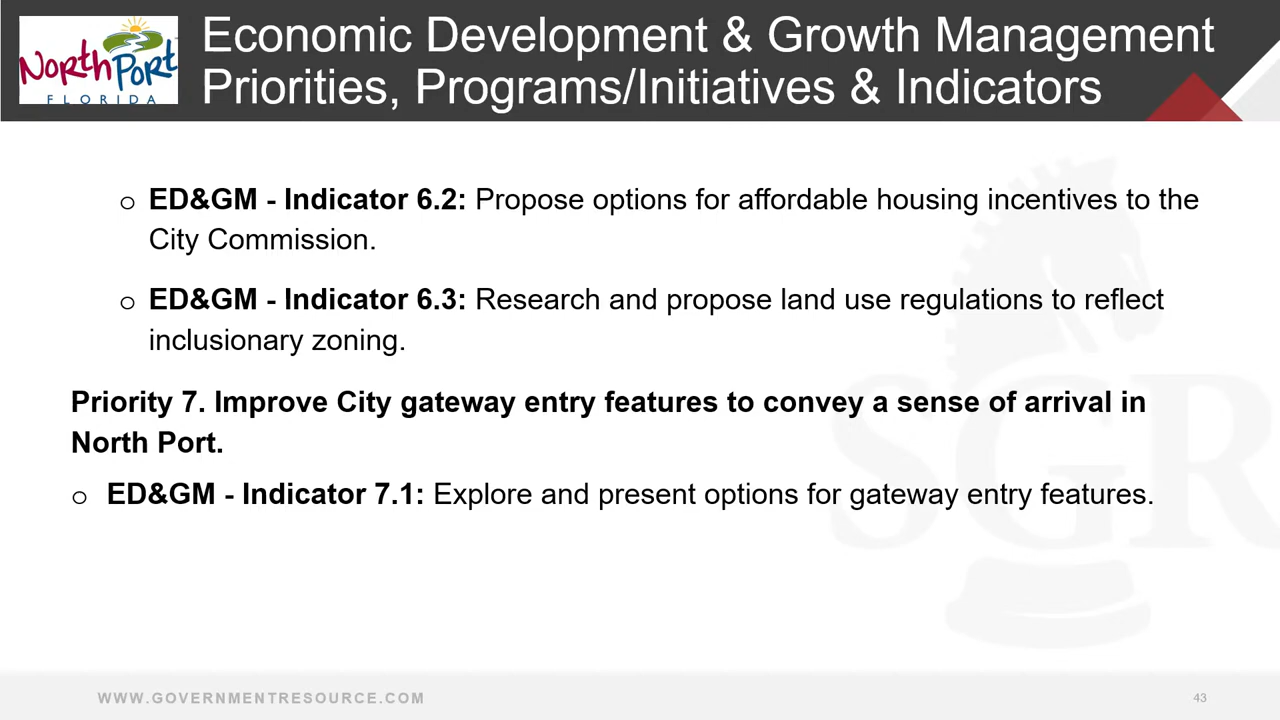 North Port
FLORIDA
Economic Development & Growth Management
Priorities, Programs/Initiatives & Indicators
o ED&GM - Indicator 6.2: Propose options for affordable housing incentives to the
City Commission.
o ED&GM - Indicator 6.3: Research and propose land use regulations to reflect
inclusionary zoning.
Priority 7. Improve City gateway entry features to convey a sense of arrival in
North Port.
o ED&GM - Indicator 7.1: Explore and present options for gateway entry features.
SGR
WWW.GOVERNMENTRESOURCE.COM
43